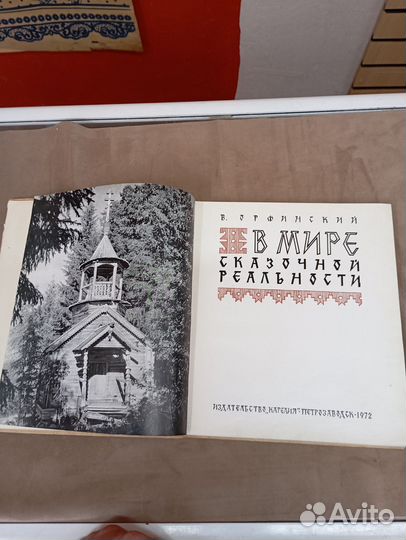 В. ОРФИНСКИЙ
В МИРЕ
СКАЗОЧНОЙ
РЕАЛЬНОСТИ
ИЗДАТЕЛЬСТВО „КАРЕЛИЯ" ПЕТРОЗАВОДСК·1972
Avito